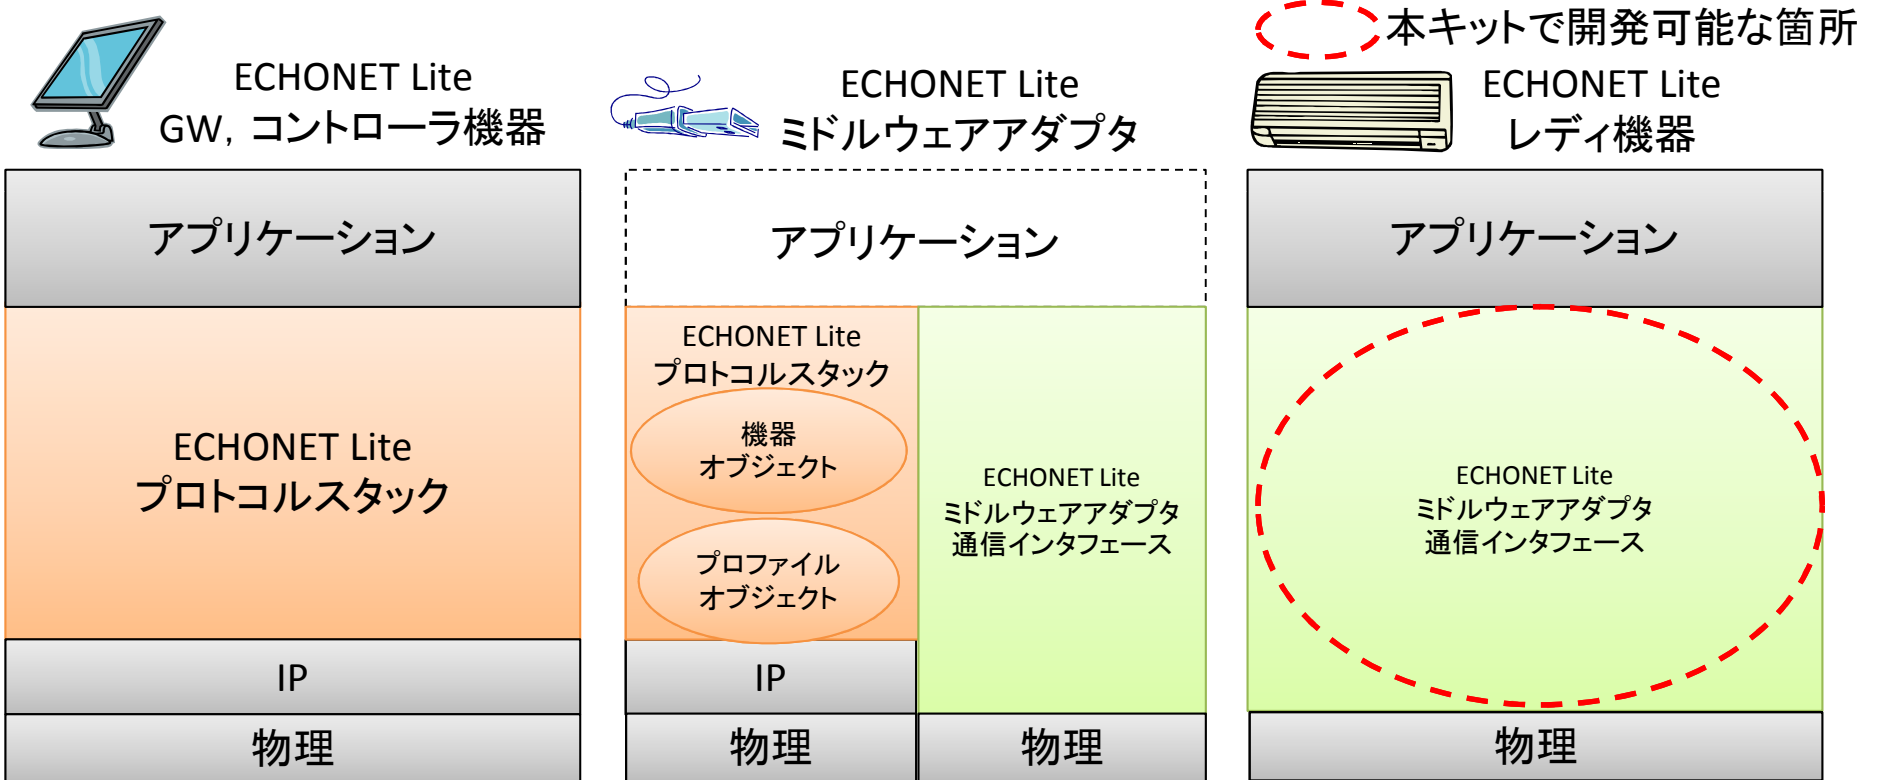 本キットで開発可能な箇所
ECHONET Lite
GW，コントローラ機器
ECHONET Lite
ミドルウェアアダプタ
ECHONET Lite
レディ機器
アプリケーション
ECHONET Lite
プロトコルスタック
IP
物理
アプリケーション
ECHONET Lite
プロトコルスタック
機器
オブジェクト
プロファイル
オブジェクト
IP
物理
ECHONET Lite
ミドルウェアアダプタ
通信インタフェース
物理
アプリケーション
ECHONET Lite
ミドルウェアアダプタ
通信インタフェース
物理